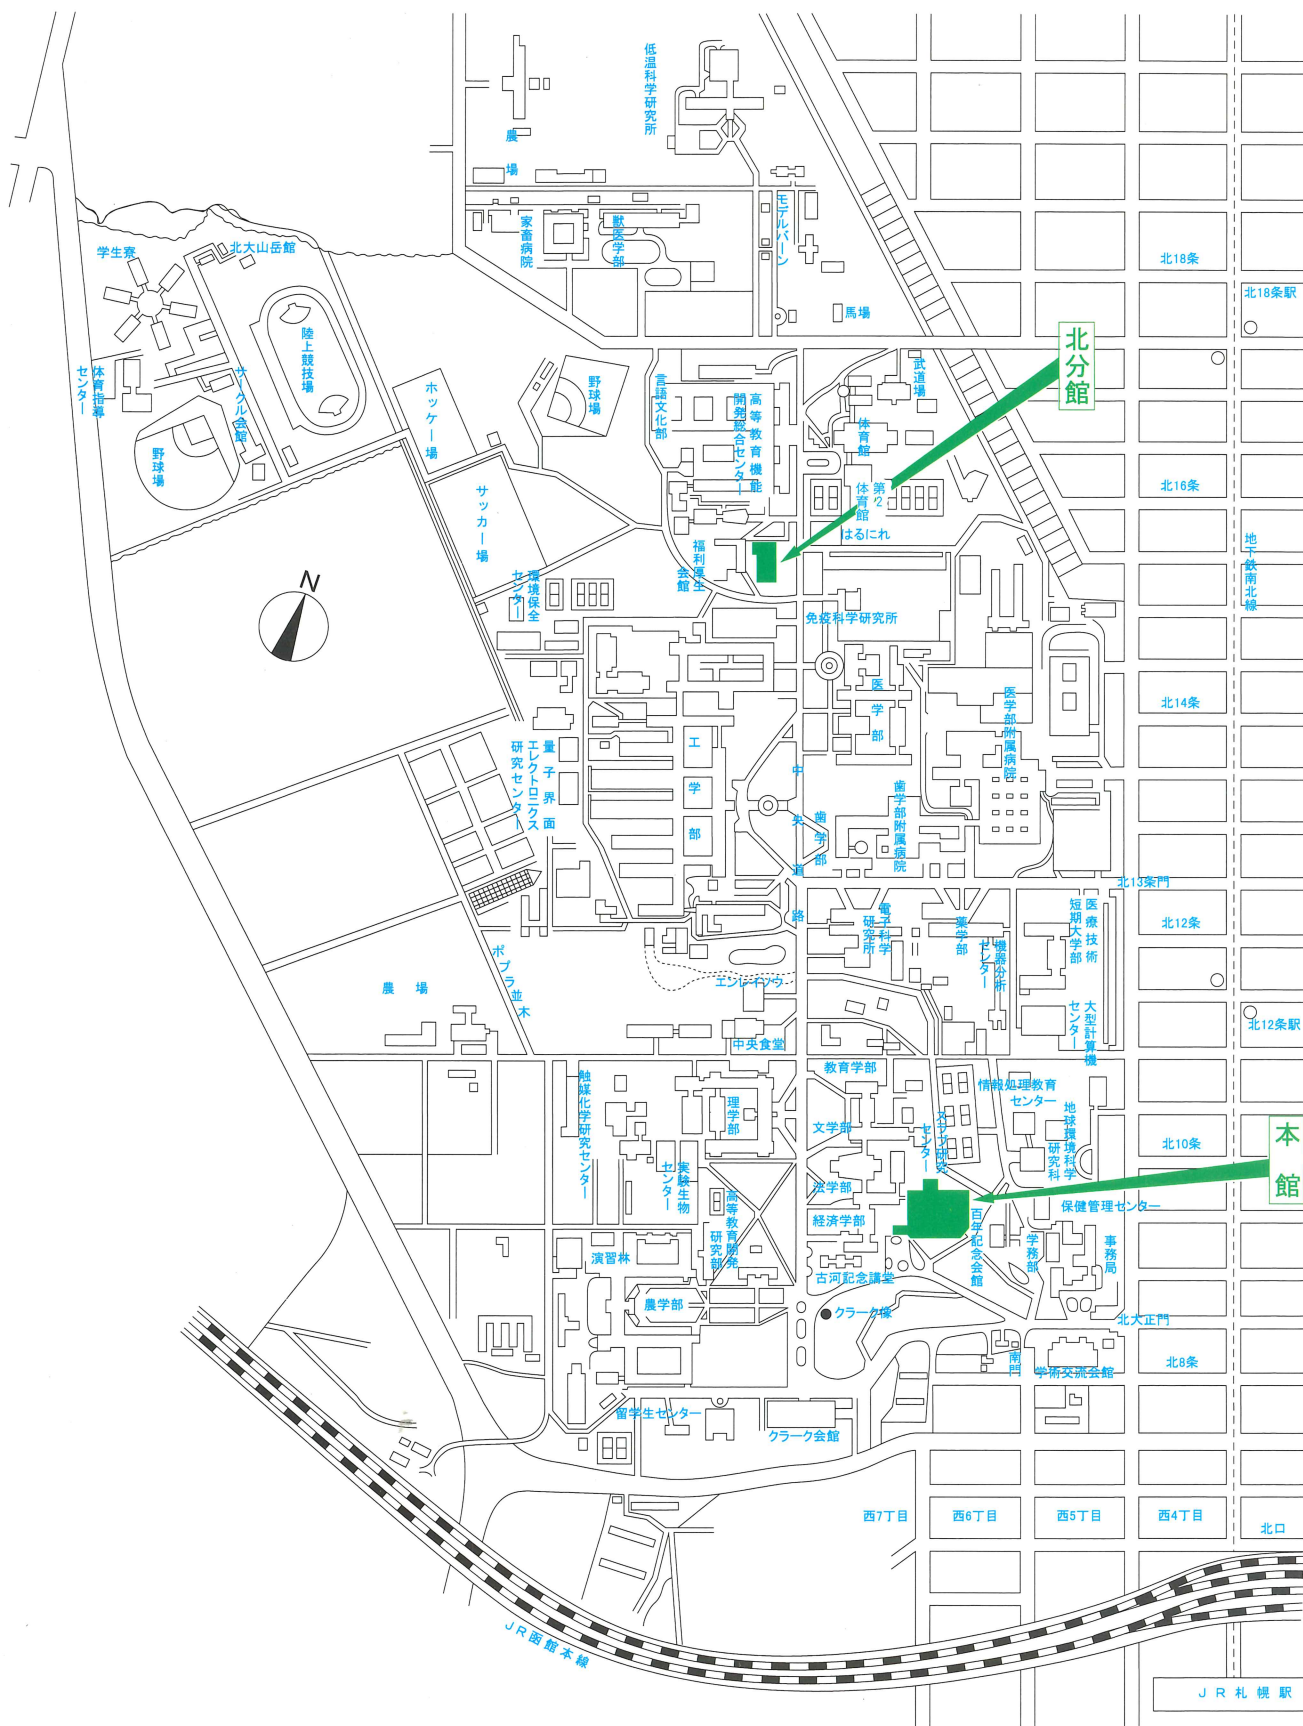 低温科学研究所
農場
家畜病院
獣医学部
モデルバーン
学生寮
北大山岳館
北18条
北18条駅
馬場
陸上競技場
体育指導
センター
サークル会館
野球場
ホッケー場
野球場
言語文化部
高等教育機能
開発総合センター
武道場
体育館
北分館
サッカー場
第2
体育館
北16条
はるにれ
福利厚生
会館
環境保全
センター
地下鉄南北線
N
免疫科学研究所
医学部
医学部附属病院
北14条
工学部
量子界面
エレクトロニクス
研究センター
中央道路
歯学部
歯学部附属病院
北13条門
電子科学
研究所
薬学部
機器分析
センター
医療技術
短期大学部
北12条
ポプラ並木
農場
エンレイソウ
大型計算機
センター
北12条駅
中央食堂
教育学部
触媒化学研究センター
理学部
情報処理教育
センター
文学部
スラブ研究
センター
地球環境科学
研究科
北10条
本館
実験生物
センター
法学部
高等教育開発
研究部
経済学部
百年記念会館
保健管理センター
学務部
事務局
演習林
古河記念講堂
農学部
クラーク像
北大正門
南門
学術交流会館
北8条
留学生センター
クラーク会館
西7丁目
西6丁目
西5丁目
西4丁目
北口
JR函館本線
JR札幌駅